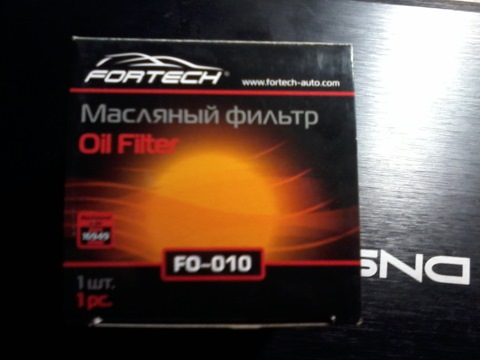 FORTECH®
www.fortech-auto.com
Масляный фильтр
Oil Filter
16949
FO-010
1 шт.
1 pc.
DNS